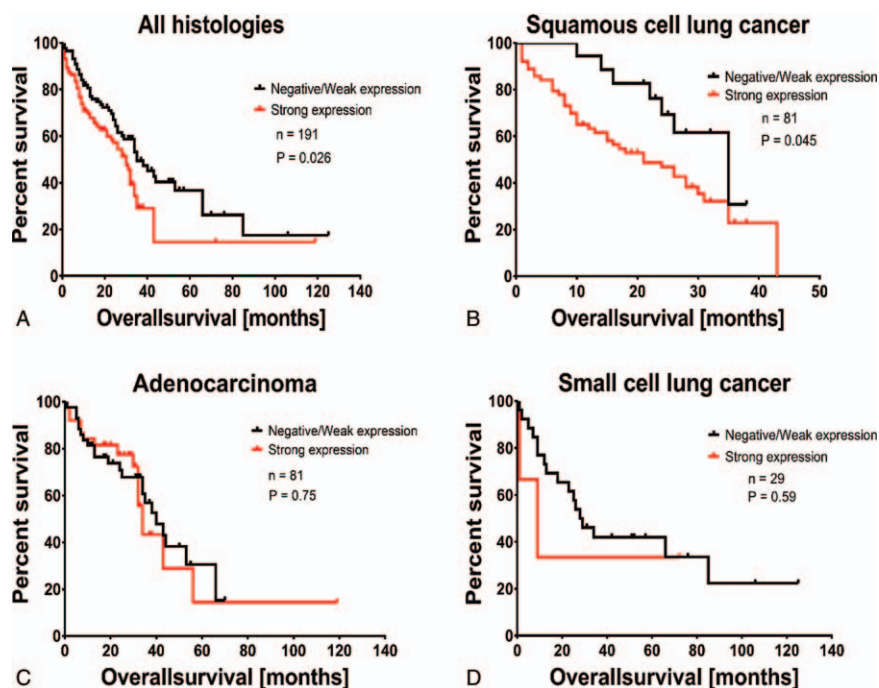 All histologies
Percent survival
100
80
60
40
20
0
Negative/Weak expression
Strong expression
n = 191
P = 0.026
0 20 40 60 80 100 120 140
Overallsurvival [months]
A
Squamous cell lung cancer
Percent survival
100
80
60
40
20
0
Negative/Weak expression
Strong expression
n = 81
P = 0.045
0 10 20 30 40 50
Overallsurvival [months]
B
Adenocarcinoma
Percent survival
100
80
60
40
20
0
Negative/Weak expression
Strong expression
n = 81
P = 0.75
0 20 40 60 80 100 120 140
Overallsurvival [months]
C
Small cell lung cancer
Percent survival
100
80
60
40
20
0
Negative/Weak expression
Strong expression
n = 29
P = 0.59
0 20 40 60 80 100 120 140
Overallsurvival [months]
D